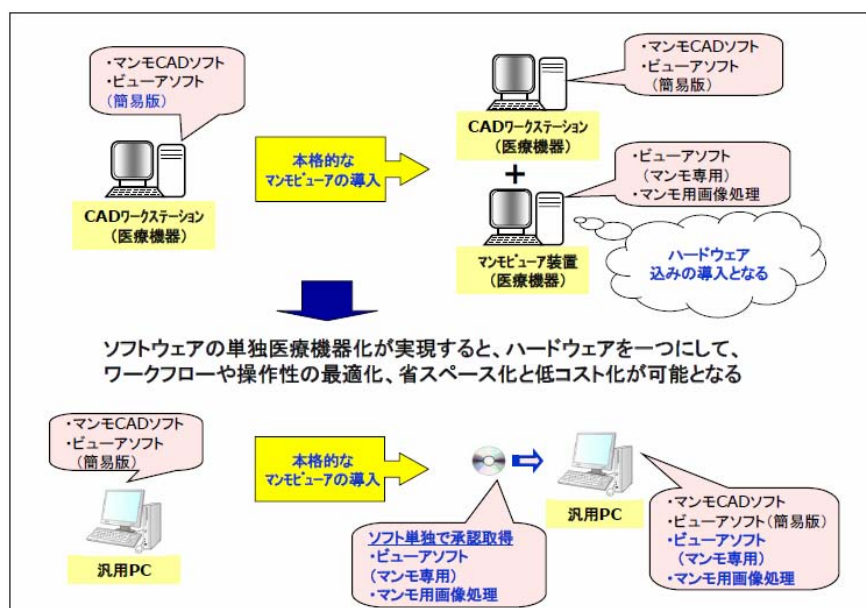 ・マンモCADソフト
・ビューアソフト
(簡易版)
CADワークステーション
(医療機器)
本格的な
マンモビューアの導入
・マンモCADソフト
・ビューアソフト
(簡易版)
CADワークステーション
(医療機器)
+
・ビューアソフト
(マンモ専用)
・マンモ用画像処理
マンモビューア装置
(医療機器)
ハードウェア
込みの導入となる
ソフトウェアの単独医療機器化が実現すると、ハードウェアを一つにして、
ワークフローや操作性の最適化、省スペース化と低コスト化が可能となる
・マンモCADソフト
・ビューアソフト
(簡易版)
汎用PC
本格的な
マンモビューアの導入
ソフト単独で承認取得
・ビューアソフト
(マンモ専用)
・マンモ用画像処理
汎用PC
・マンモCADソフト
・ビューアソフト(簡易版)
・ビューアソフト
(マンモ専用)
・マンモ用画像処理